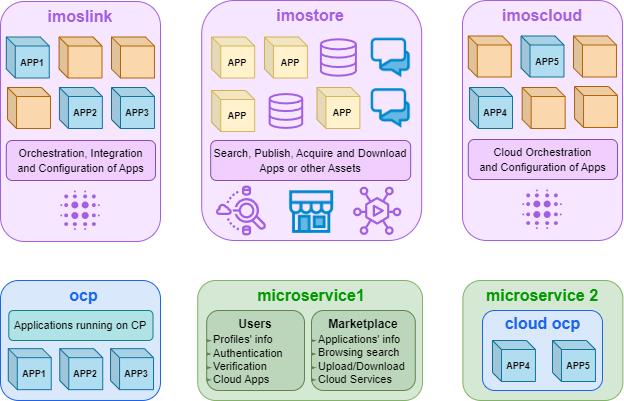 imoslink
APP1
APP2
APP3
Orchestration, Integration
and Configuration of Apps
imostore
APP
APP
APP
APP
Search, Publish, Acquire and Download
Apps or other Assets
imoscloud
APP5
APP4
Cloud Orchestration
and Configuration of Apps
ocp
Applications running on CP
APP1
APP2
APP3
microservice1
Users
Profiles' info
Authentication
Verification
Cloud Apps
Marketplace
Applications' info
Browsing search
Upload/Download
Cloud Services
microservice 2
cloud ocp
APP4
APP5